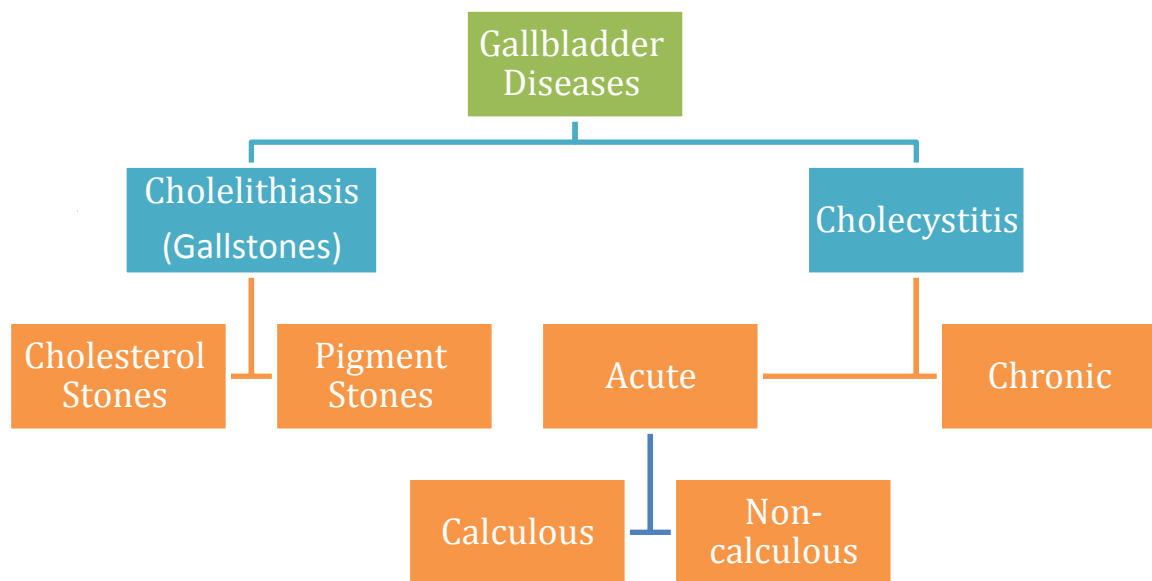 Gallbladder
Diseases
Cholelithiasis
(Gallstones)
Cholecystitis
Cholesterol
Stones
Pigment
Stones
Acute
Chronic
Calculous
Non-
calculous